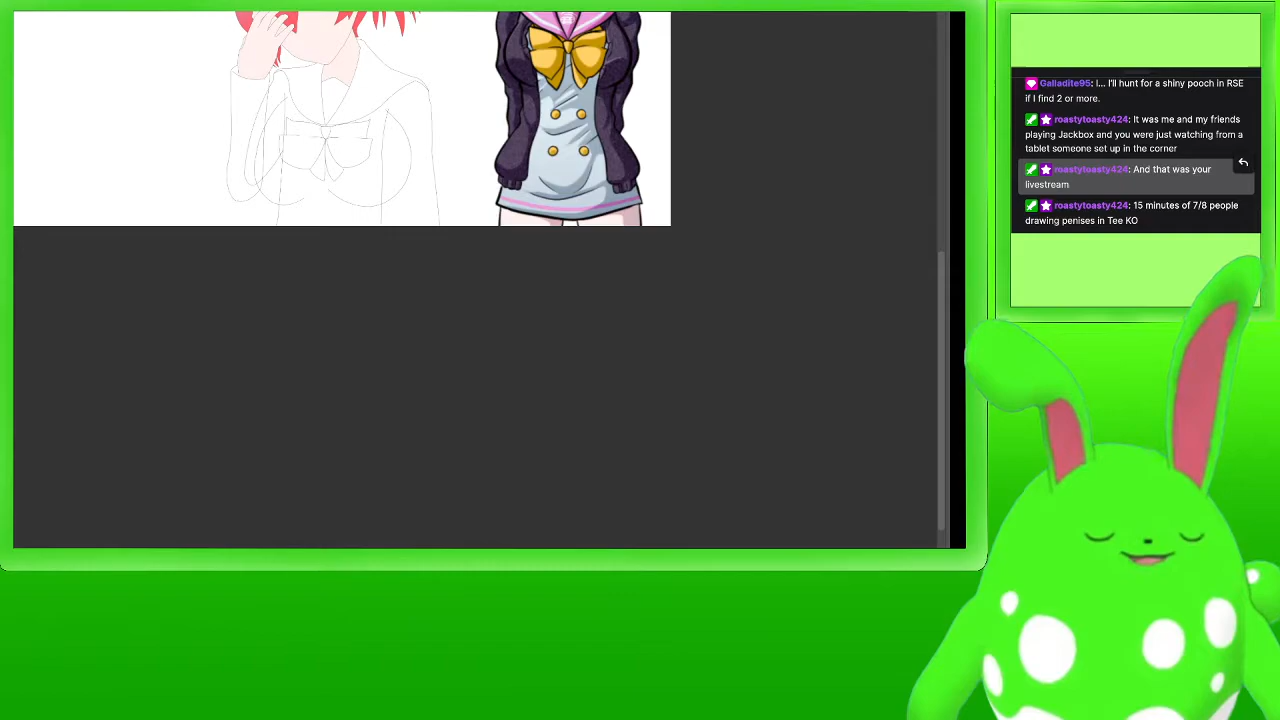 Galladite95: I... I'll hunt for a shiny pooch in RSE
if I find 2 or more.
roastytoasty424: It was me and my friends
playing Jackbox and you were just watching from a
tablet someone set up in the corner
roastytoasty424: And that was your
livestream
roastytoasty424: 15 minutes of 7/8 people
drawing penises in Tee KO